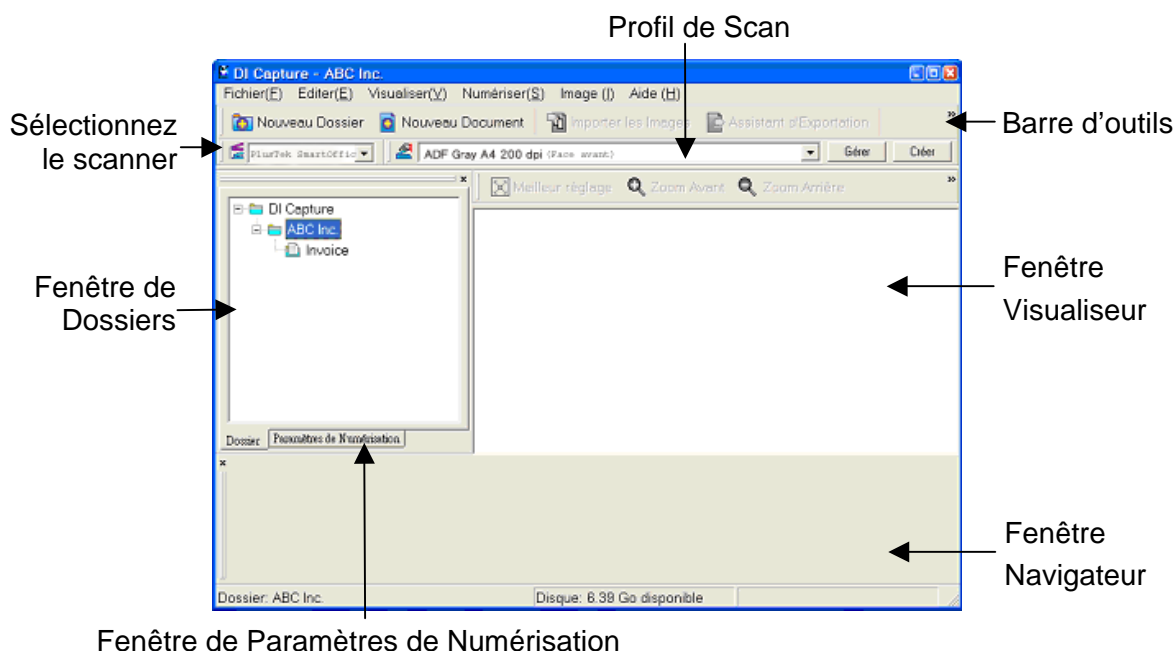 Profil de Scan
DI Capture - ABC Inc.
Fichier(F) Editer(E) Visualiser(V) Numériser(S) Image (I) Aide (H)
Nouveau Dossier Nouveau Document Importer les Images Assistant d'Exportation »
Barre d'outils
Sélectionnez
le scanner
PlusTek SmartOffic ADF Gray A4 200 dpi (Face avant) Gérer Créer
Meilleur réglage Zoom Avant Zoom Arrière »
DI Capture
ABC Inc.
Invoice
Fenêtre de
Dossiers
Fenêtre
Visualiseur
Dossier Paramètres de Numérisation
Fenêtre
Navigateur
Dossier: ABC Inc. Disque: 6.39 Go disponible
Fenêtre de Paramètres de Numérisation